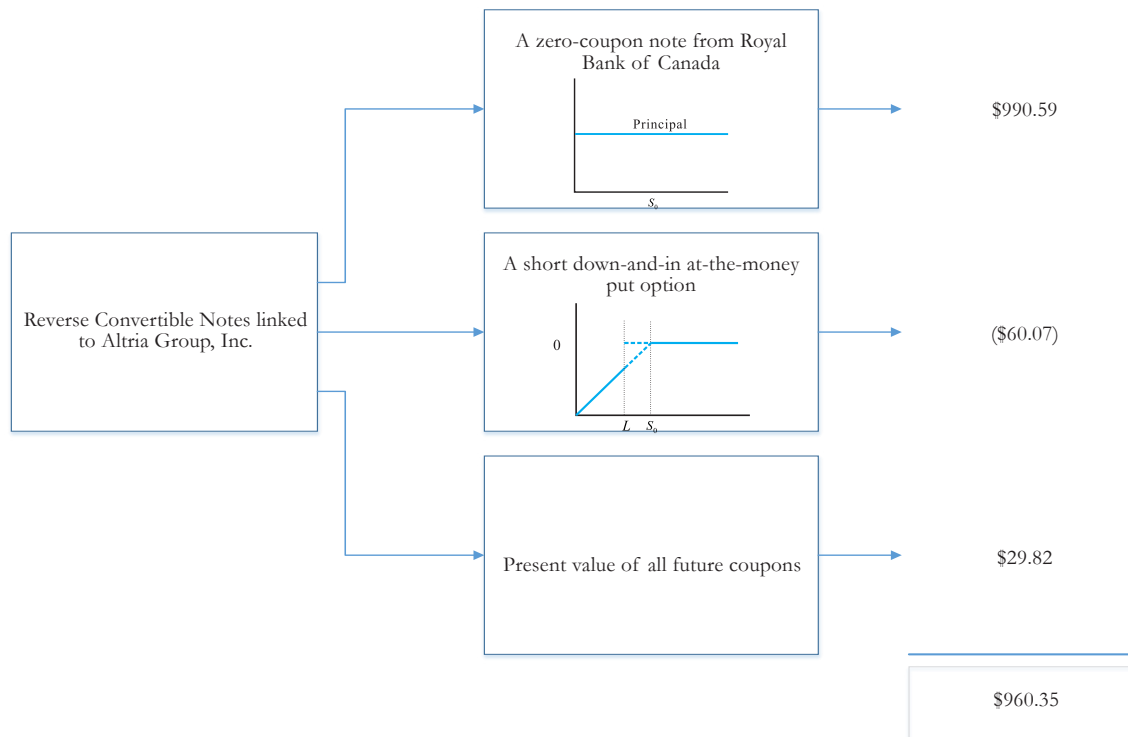 A zero-coupon note from Royal
Bank of Canada
Principal
S₀
$990.59
Reverse Convertible Notes linked
to Altria Group, Inc.
A short down-and-in at-the-money
put option
0
L S₀
($60.07)
Present value of all future coupons
$29.82
$960.35